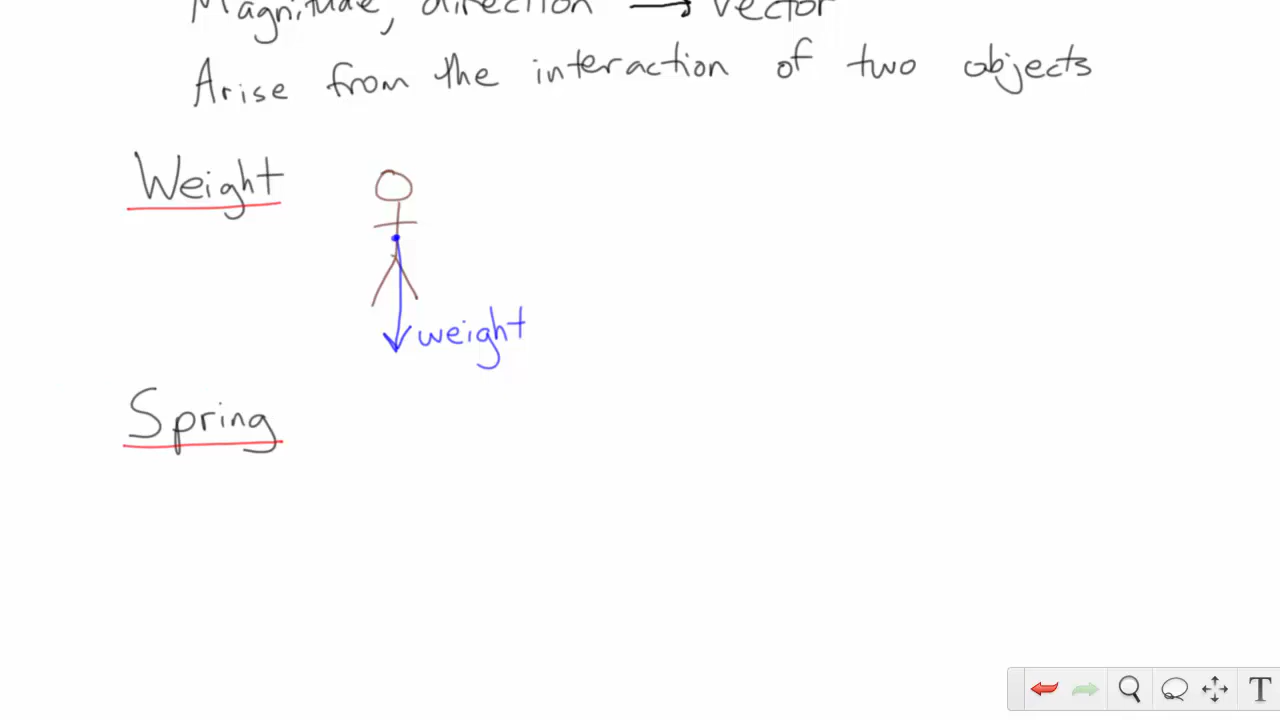 Magnitude, direction → vector
Arise from the interaction of two objects
Weight
weight
Spring
T